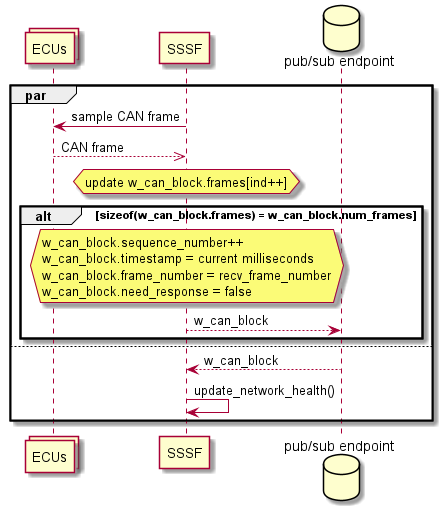 ECUs
SSSF
pub/sub endpoint
par
sample CAN frame
CAN frame
update w_can_block.frames[ind++]
alt [sizeof(w_can_block.frames) = w_can_block.num_frames]
w_can_block.sequence_number++
w_can_block.timestamp = current milliseconds
w_can_block.frame_number = recv_frame_number
w_can_block.need_response = false
w_can_block
w_can_block
update_network_health()
ECUs
SSSF
pub/sub endpoint